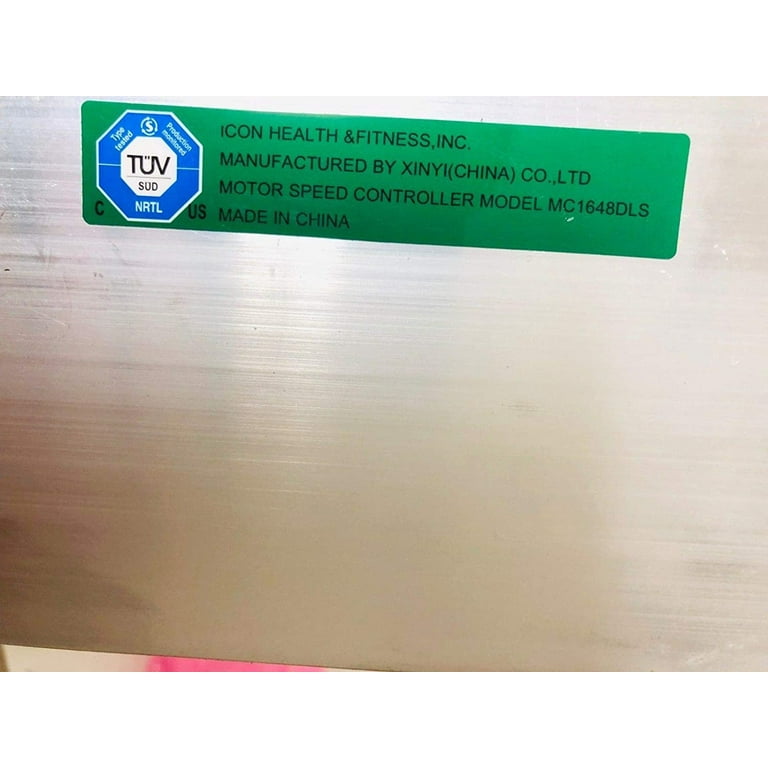 Type tested
Production monitored
TÜV
SUD
C NRTL US
ICON HEALTH &FITNESS,INC.
MANUFACTURED BY XINYI(CHINA) CO.,LTD
MOTOR SPEED CONTROLLER MODEL MC1648DLS
MADE IN CHINA